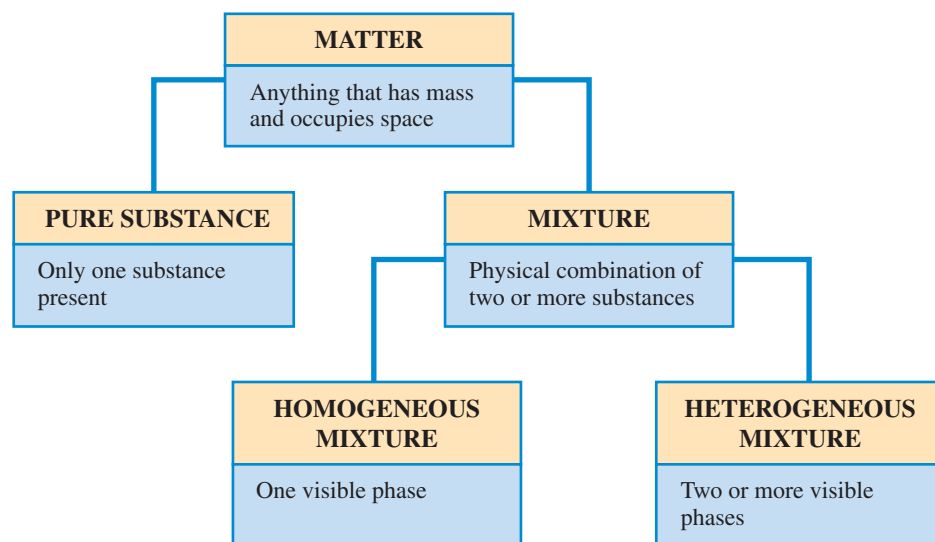 MATTER
Anything that has mass
and occupies space
PURE SUBSTANCE
Only one substance
present
MIXTURE
Physical combination of
two or more substances
HOMOGENEOUS
MIXTURE
One visible phase
HETEROGENEOUS
MIXTURE
Two or more visible
phases